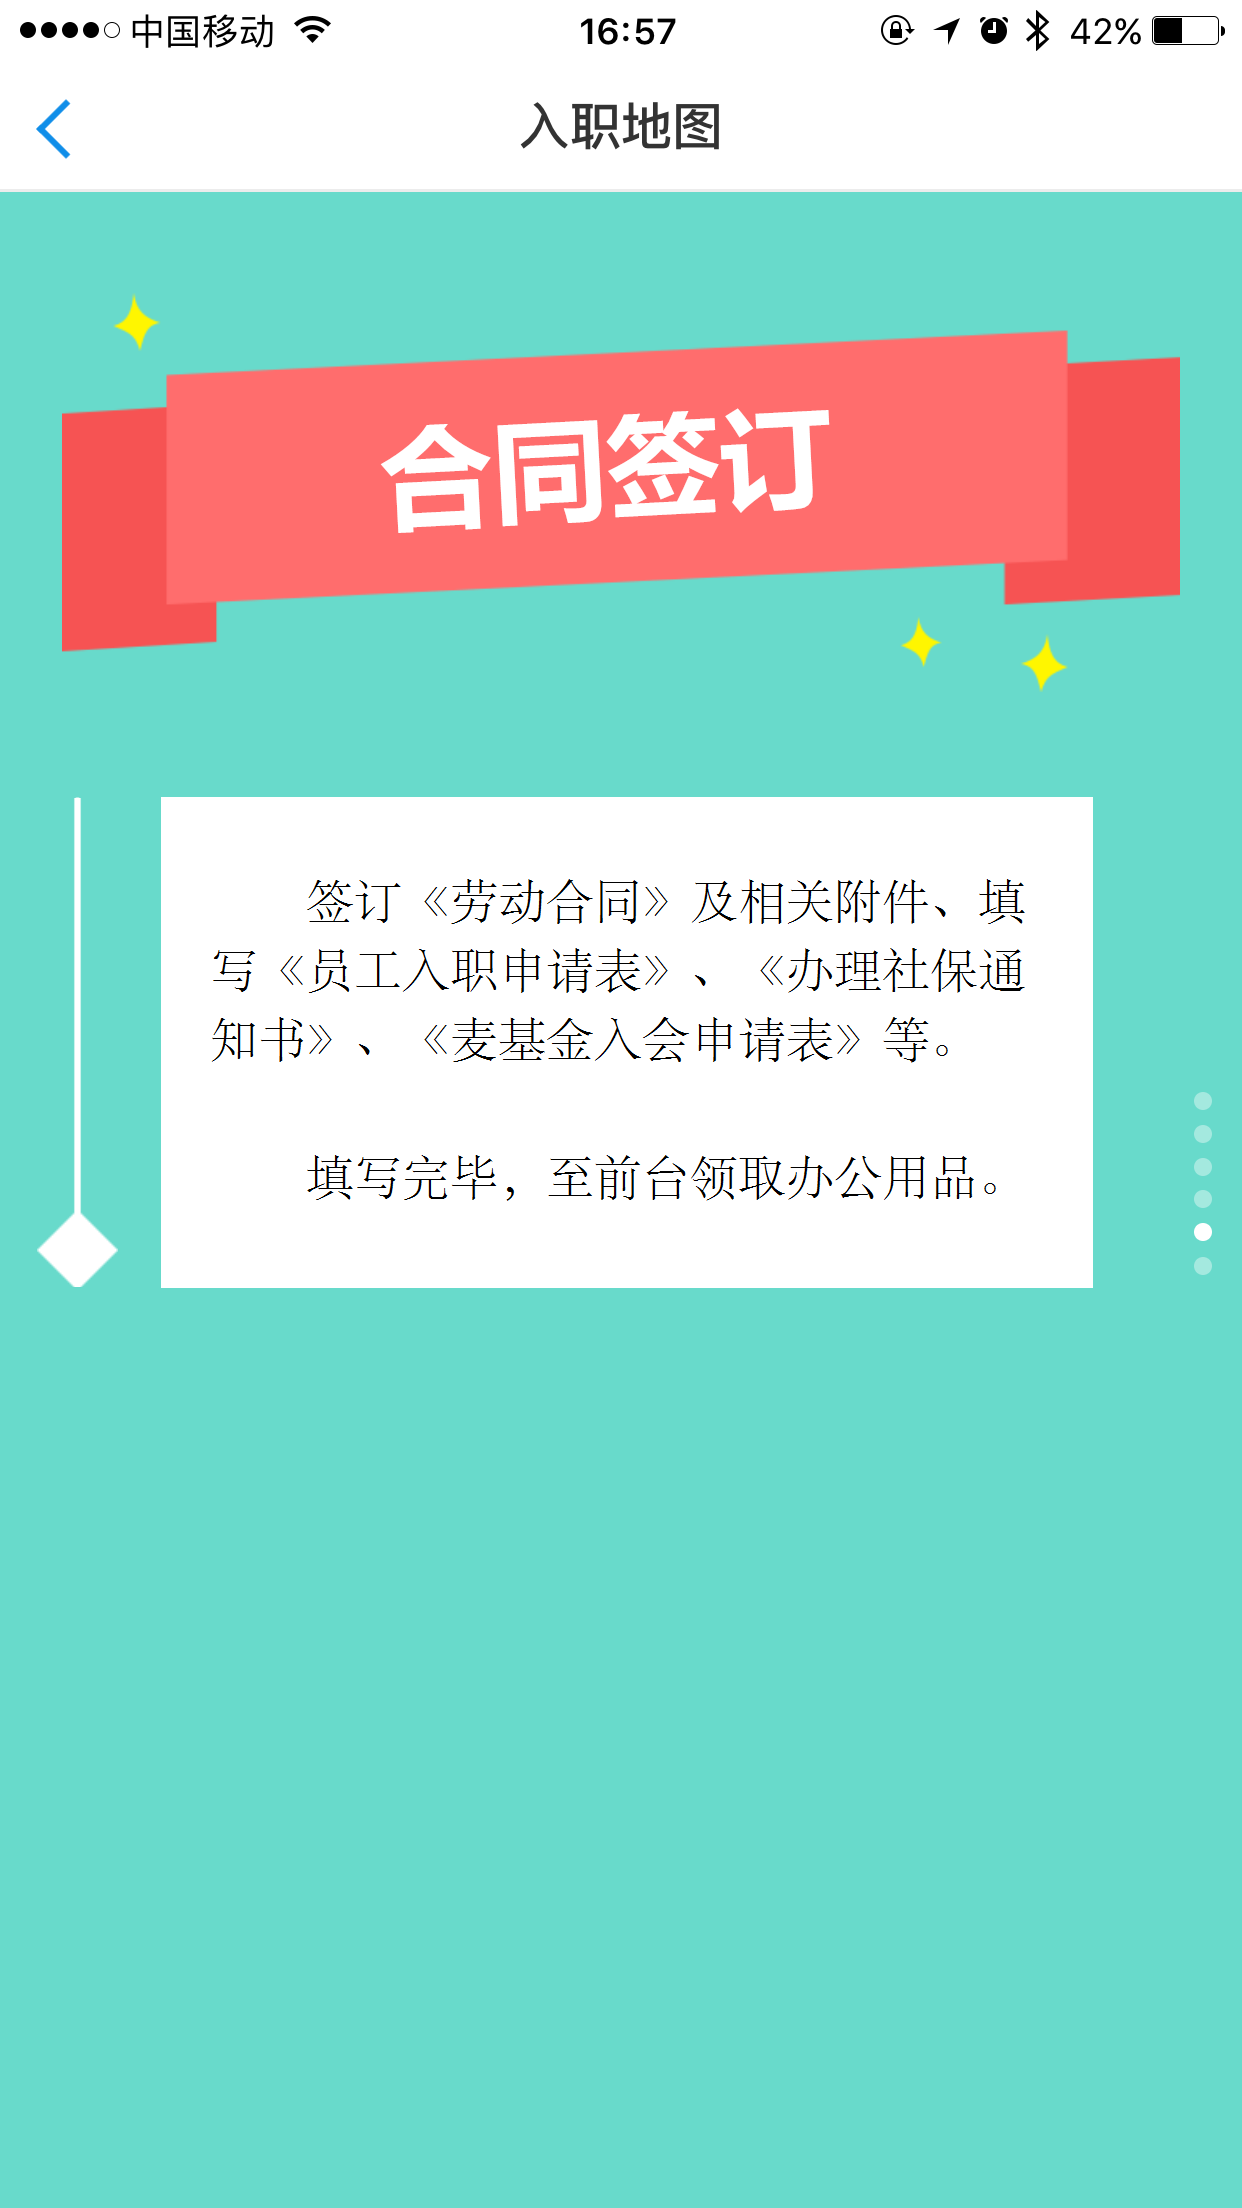 中国移动 16:57 42%
入职地图
合同签订
签订《劳动合同》及相关附件、填
写《员工入职申请表》、《办理社保通
知书》、《麦基金入会申请表》等。
填写完毕，至前台领取办公用品。